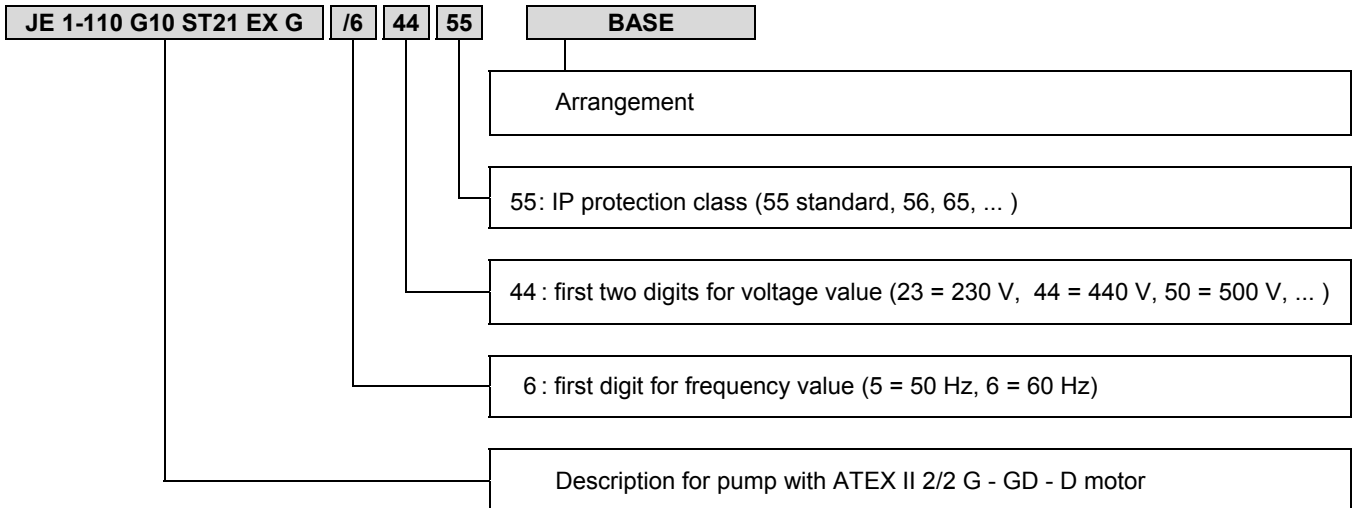 JE 1-110 G10 ST21 EX G /6 44 55 BASE
Arrangement
55: IP protection class (55 standard, 56, 65, ... )
44 : first two digits for voltage value (23 = 230 V, 44 = 440 V, 50 = 500 V, ... )
6 : first digit for frequency value (5 = 50 Hz, 6 = 60 Hz)
Description for pump with ATEX II 2/2 G - GD - D motor